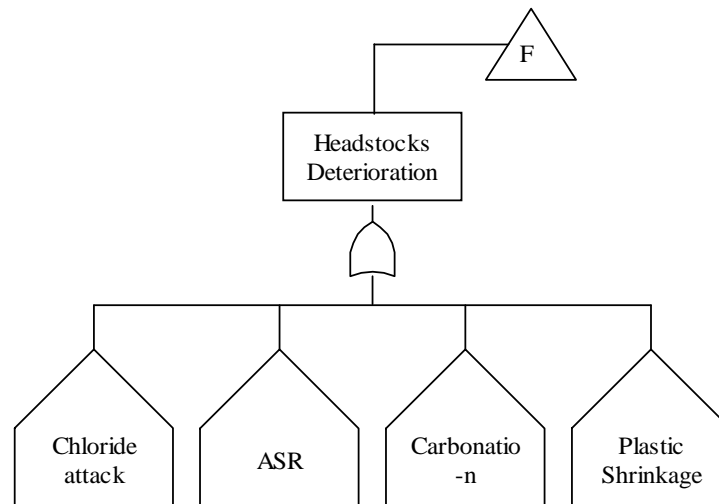 F
Headstocks
Deterioration
Chloride
attack
ASR
Carbonatio
-n
Plastic
Shrinkage